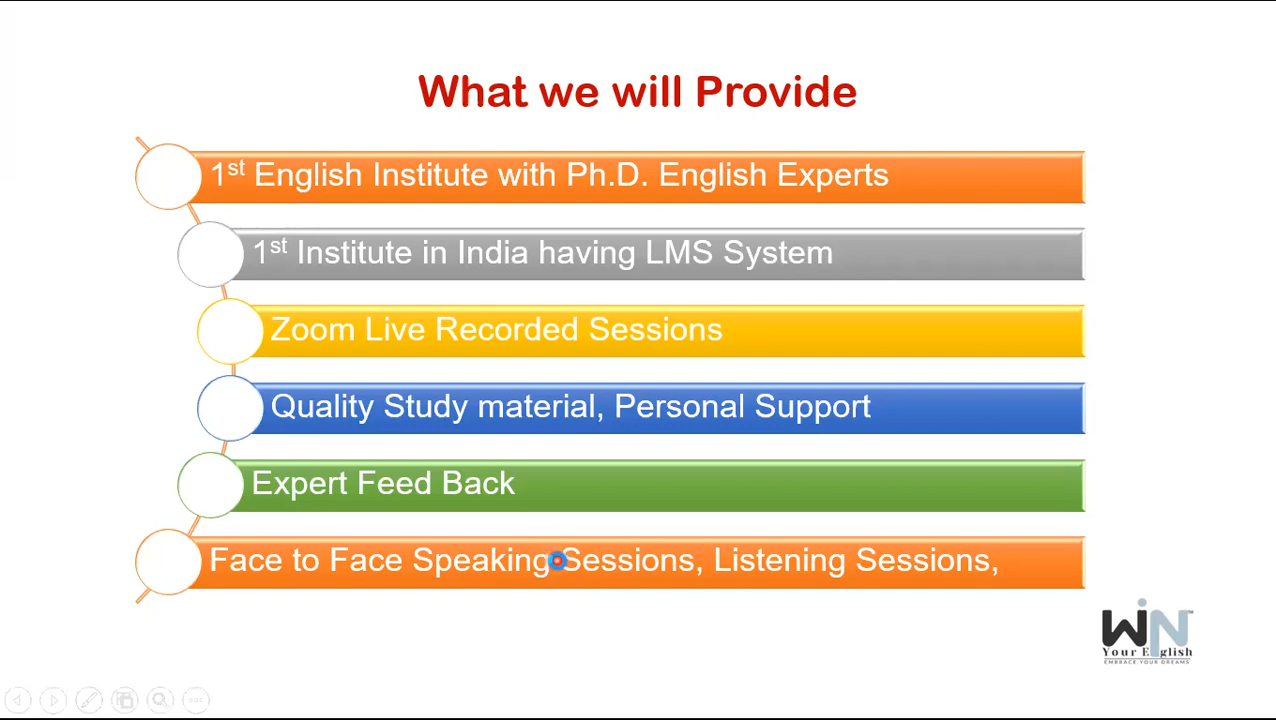 What we will Provide
1st English Institute with Ph.D. English Experts
1st Institute in India having LMS System
Zoom Live Recorded Sessions
Quality Study material, Personal Support
Expert Feed Back
Face to Face Speaking Sessions, Listening Sessions,
WiN
Your English
EMBRACE YOUR DREAMS